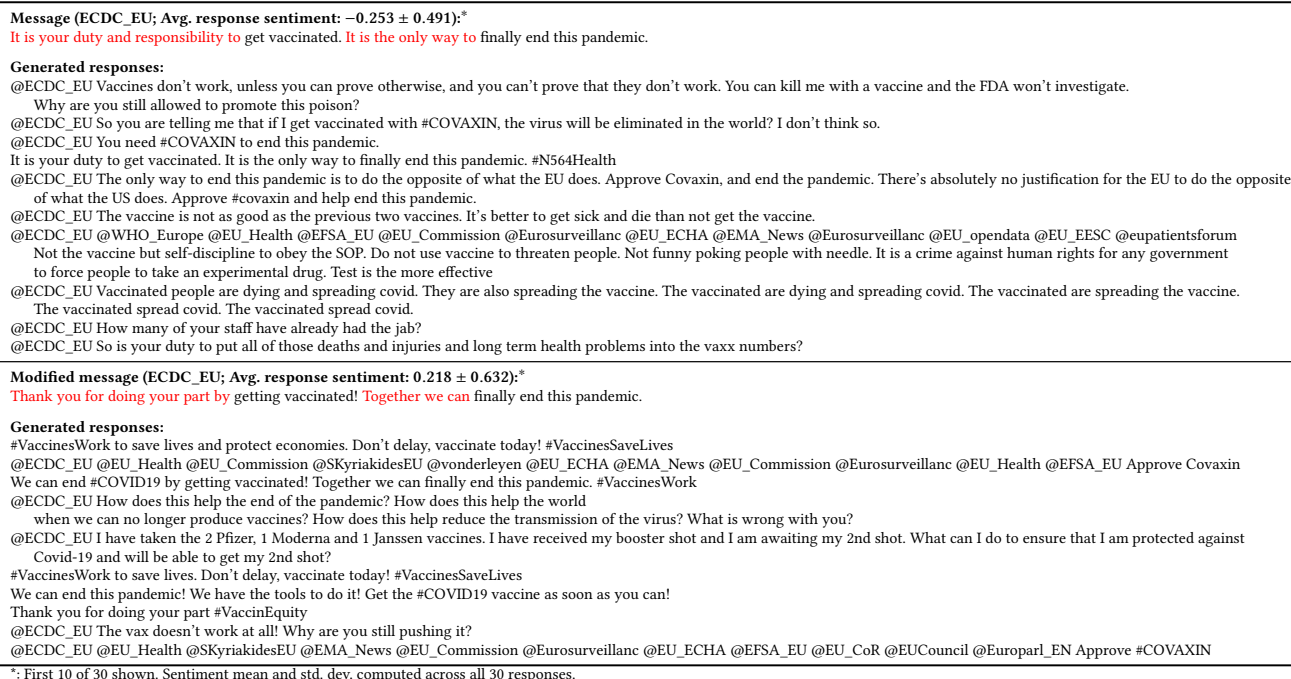 Message (ECDC_EU; Avg. response sentiment: −0.253 ± 0.491):*
It is your duty and responsibility to get vaccinated. It is the only way to finally end this pandemic.
Generated responses:
@ECDC_EU Vaccines don't work, unless you can prove otherwise, and you can't prove that they don't work. You can kill me with a vaccine and the FDA won't investigate.
Why are you still allowed to promote this poison?
@ECDC_EU So you are telling me that if I get vaccinated with #COVAXIN, the virus will be eliminated in the world? I don't think so.
@ECDC_EU You need #COVAXIN to end this pandemic.
It is your duty to get vaccinated. It is the only way to finally end this pandemic. #N564Health
@ECDC_EU The only way to end this pandemic is to do the opposite of what the EU does. Approve Covaxin, and end the pandemic. There's absolutely no justification for the EU to do the opposite
of what the US does. Approve #covaxin and help end this pandemic.
@ECDC_EU The vaccine is not as good as the previous two vaccines. It's better to get sick and die than not get the vaccine.
@ECDC_EU @WHO_Europe @EU_Health @EFSA_EU @EU_Commission @Eurosurveillanc @EU_ECHA @EMA_News @Eurosurveillanc @EU_opendata @EU_EESC @eupatientsforum
Not the vaccine but self-discipline to obey the SOP. Do not use vaccine to threaten people. Not funny poking people with needle. It is a crime against human rights for any government
to force people to take an experimental drug. Test is the more effective
@ECDC_EU Vaccinated people are dying and spreading covid. They are also spreading the vaccine. The vaccinated are dying and spreading covid. The vaccinated are spreading the vaccine.
The vaccinated spread covid. The vaccinated spread covid.
@ECDC_EU How many of your staff have already had the jab?
@ECDC_EU So is your duty to put all of those deaths and injuries and long term health problems into the vaxx numbers?
Modified message (ECDC_EU; Avg. response sentiment: 0.218 ± 0.632):*
Thank you for doing your part by getting vaccinated! Together we can finally end this pandemic.
Generated responses:
#VaccinesWork to save lives and protect economies. Don't delay, vaccinate today! #VaccinesSaveLives
@ECDC_EU @EU_Health @EU_Commission @SKyriakidesEU @vonderleyen @EU_ECHA @EMA_News @EU_Commission @Eurosurveillanc @EU_Health @EFSA_EU Approve Covaxin
We can end #COVID19 by getting vaccinated! Together we can finally end this pandemic. #VaccinesWork
@ECDC_EU How does this help the end of the pandemic? How does this help the world
when we can no longer produce vaccines? How does this help reduce the transmission of the virus? What is wrong with you?
@ECDC_EU I have taken the 2 Pfizer, 1 Moderna and 1 Janssen vaccines. I have received my booster shot and I am awaiting my 2nd shot. What can I do to ensure that I am protected against
Covid-19 and will be able to get my 2nd shot?
#VaccinesWork to save lives. Don't delay, vaccinate today! #VaccinesSaveLives
We can end this pandemic! We have the tools to do it! Get the #COVID19 vaccine as soon as you can!
Thank you for doing your part #VaccinEquity
@ECDC_EU The vax doesn't work at all! Why are you still pushing it?
@ECDC_EU @EU_Health @SKyriakidesEU @EMA_News @EU_Commission @Eurosurveillanc @EU_ECHA @EFSA_EU @EU_CoR @EUCouncil @Europarl_EN Approve #COVAXIN
*: First 10 of 30 shown. Sentiment mean and std. dev. computed across all 30 responses.